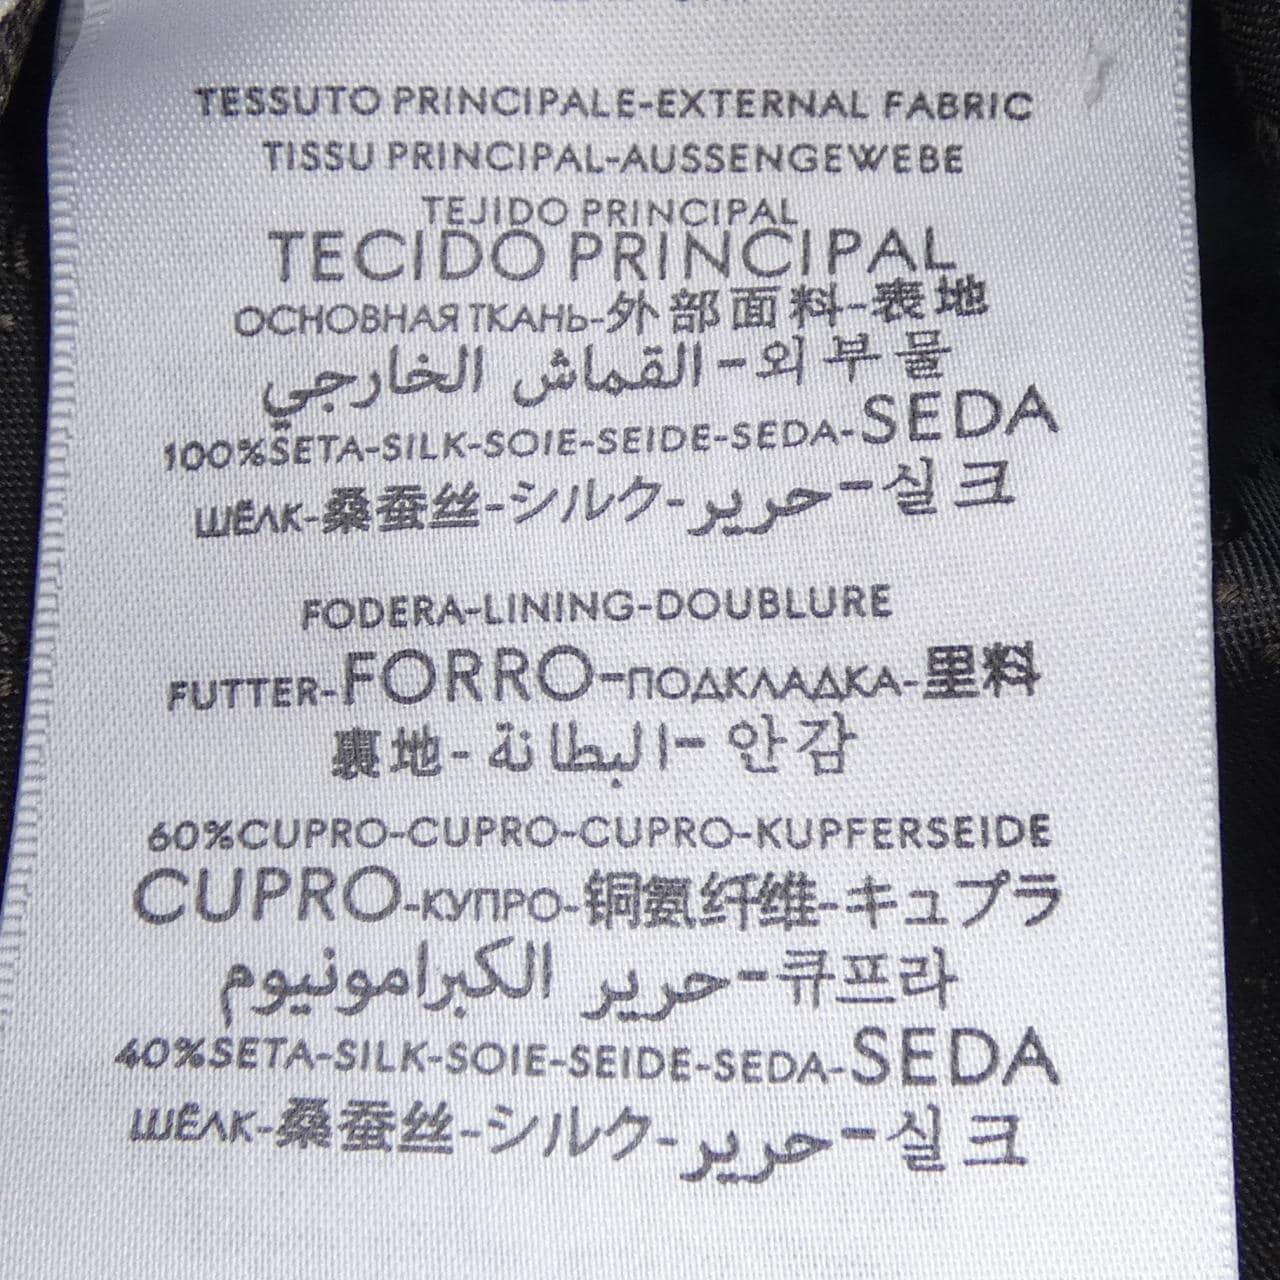 TESSUTO PRINCIPALE-EXTERNAL FABRIC
TISSU PRINCIPAL-AUSSENGEWEBE
TEJIDO PRINCIPAL
TECIDO PRINCIPAL
ОСНОВНАЯ ТКАНЬ-外部面料-表地
القماش الخارجي-외부물
100%SETA-SILK-SOIE-SEIDE-SEDA-SEDA
ШЁЛК-桑蚕丝-シルク-حرير-실크
FODERA-LINING-DOUBLURE
FUTTER-FORRO-ПОДКЛАДКА-里料
裏地-البطانة-안감
60%CUPRO-CUPRO-CUPRO-KUPFERSEIDE
CUPRO-КУПРО-铜氨纤维-キュプラ
حرير الكبرامونيوم-큐프라
40%SETA-SILK-SOIE-SEIDE-SEDA-SEDA
ШЁЛК-桑蚕丝-シルク-حرير-실크